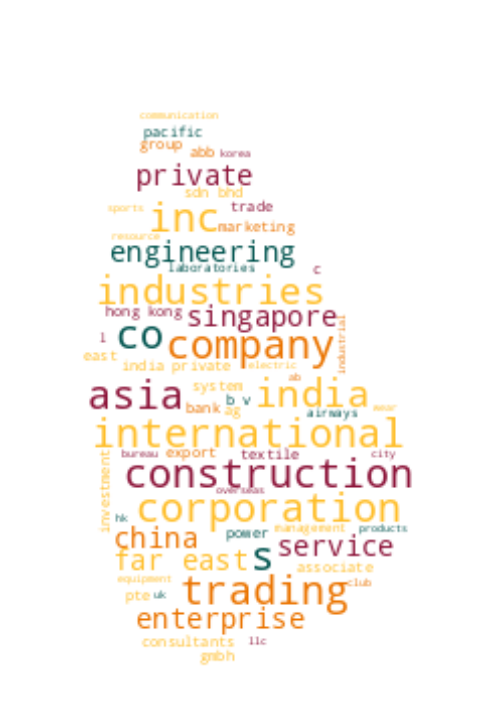 communication
pacific
group abb korea
private
sdn bhd
sports inc trade
marketing
resource
engineering
laboratories c
industries
hong kong singapore
l co company industrial
east
india private electric
asia system india ab
bank ag b v airways wear
international
bureau export textile city
investment construction
overseas
corporation
hk power management products
china s service
far east associate
equipment trading club
pte uk
enterprise
consultants llc
gmbh